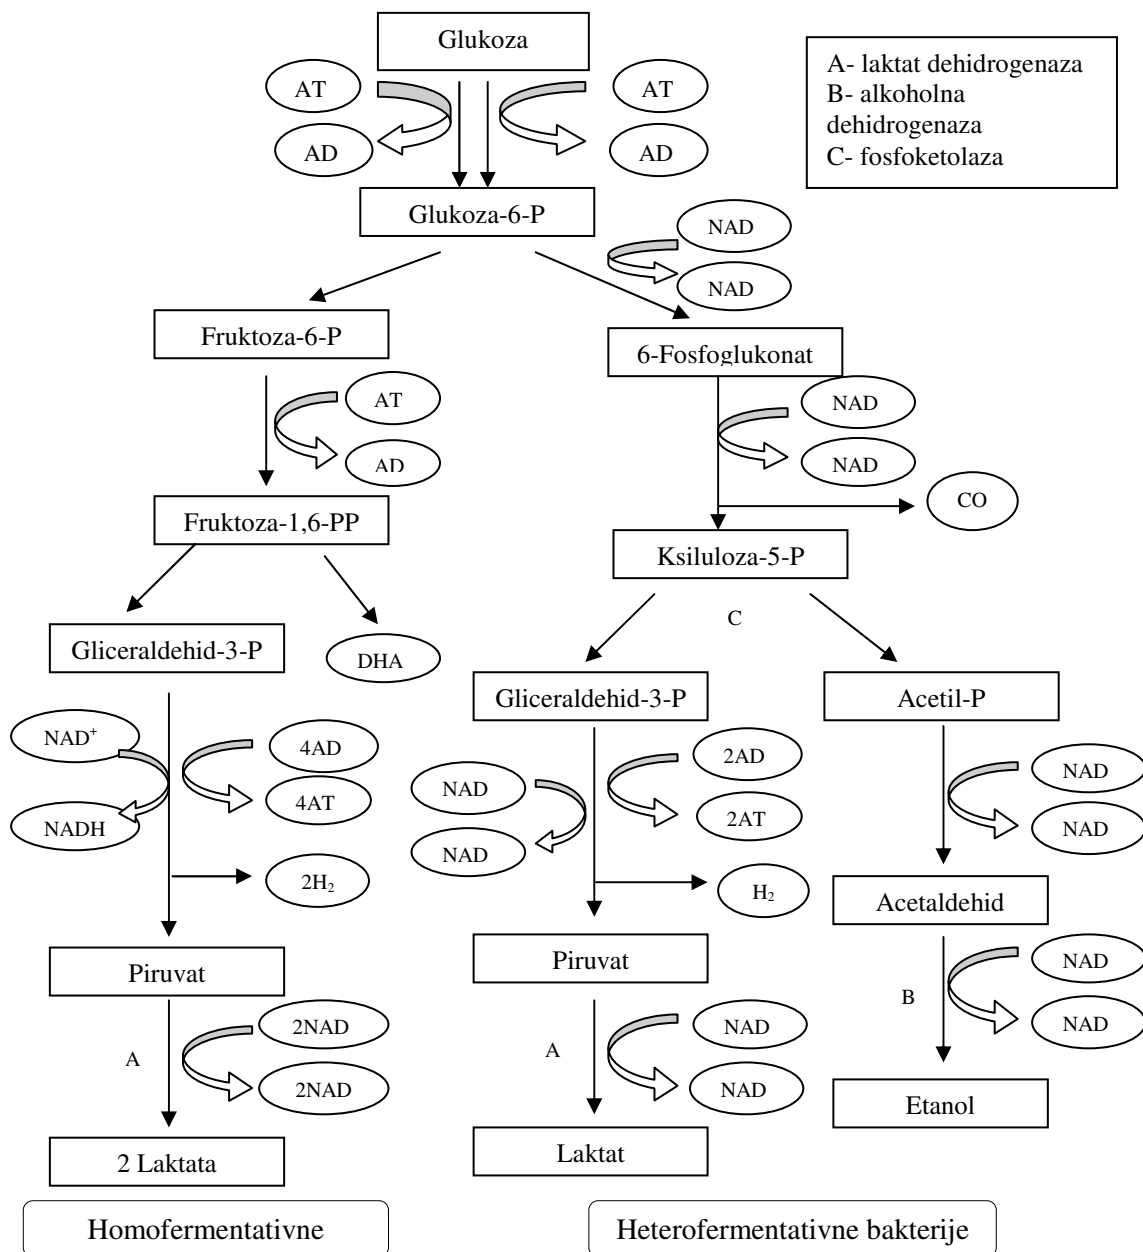 Glukoza
A- laktat dehidrogenaza
B- alkoholna
dehidrogenaza
C- fosfoketolaza
AT
AT
AD
AD
Glukoza-6-P
NAD
NAD
Fruktoza-6-P
6-Fosfoglukonat
AT
NAD
AD
NAD
CO
Fruktoza-1,6-PP
Ksiluloza-5-P
C
Gliceraldehid-3-P
DHA
Gliceraldehid-3-P
Acetil-P
NAD⁺
4AD
2AD
NAD
NAD
4AT
2AT
NAD
NADH
NAD
2H₂
H₂
Acetaldehid
Piruvat
Piruvat
NAD
B
NAD
2NAD
NAD
A
A
2NAD
NAD
Etanol
2 Laktata
Laktat
Homofermentativne
Heterofermentativne bakterije